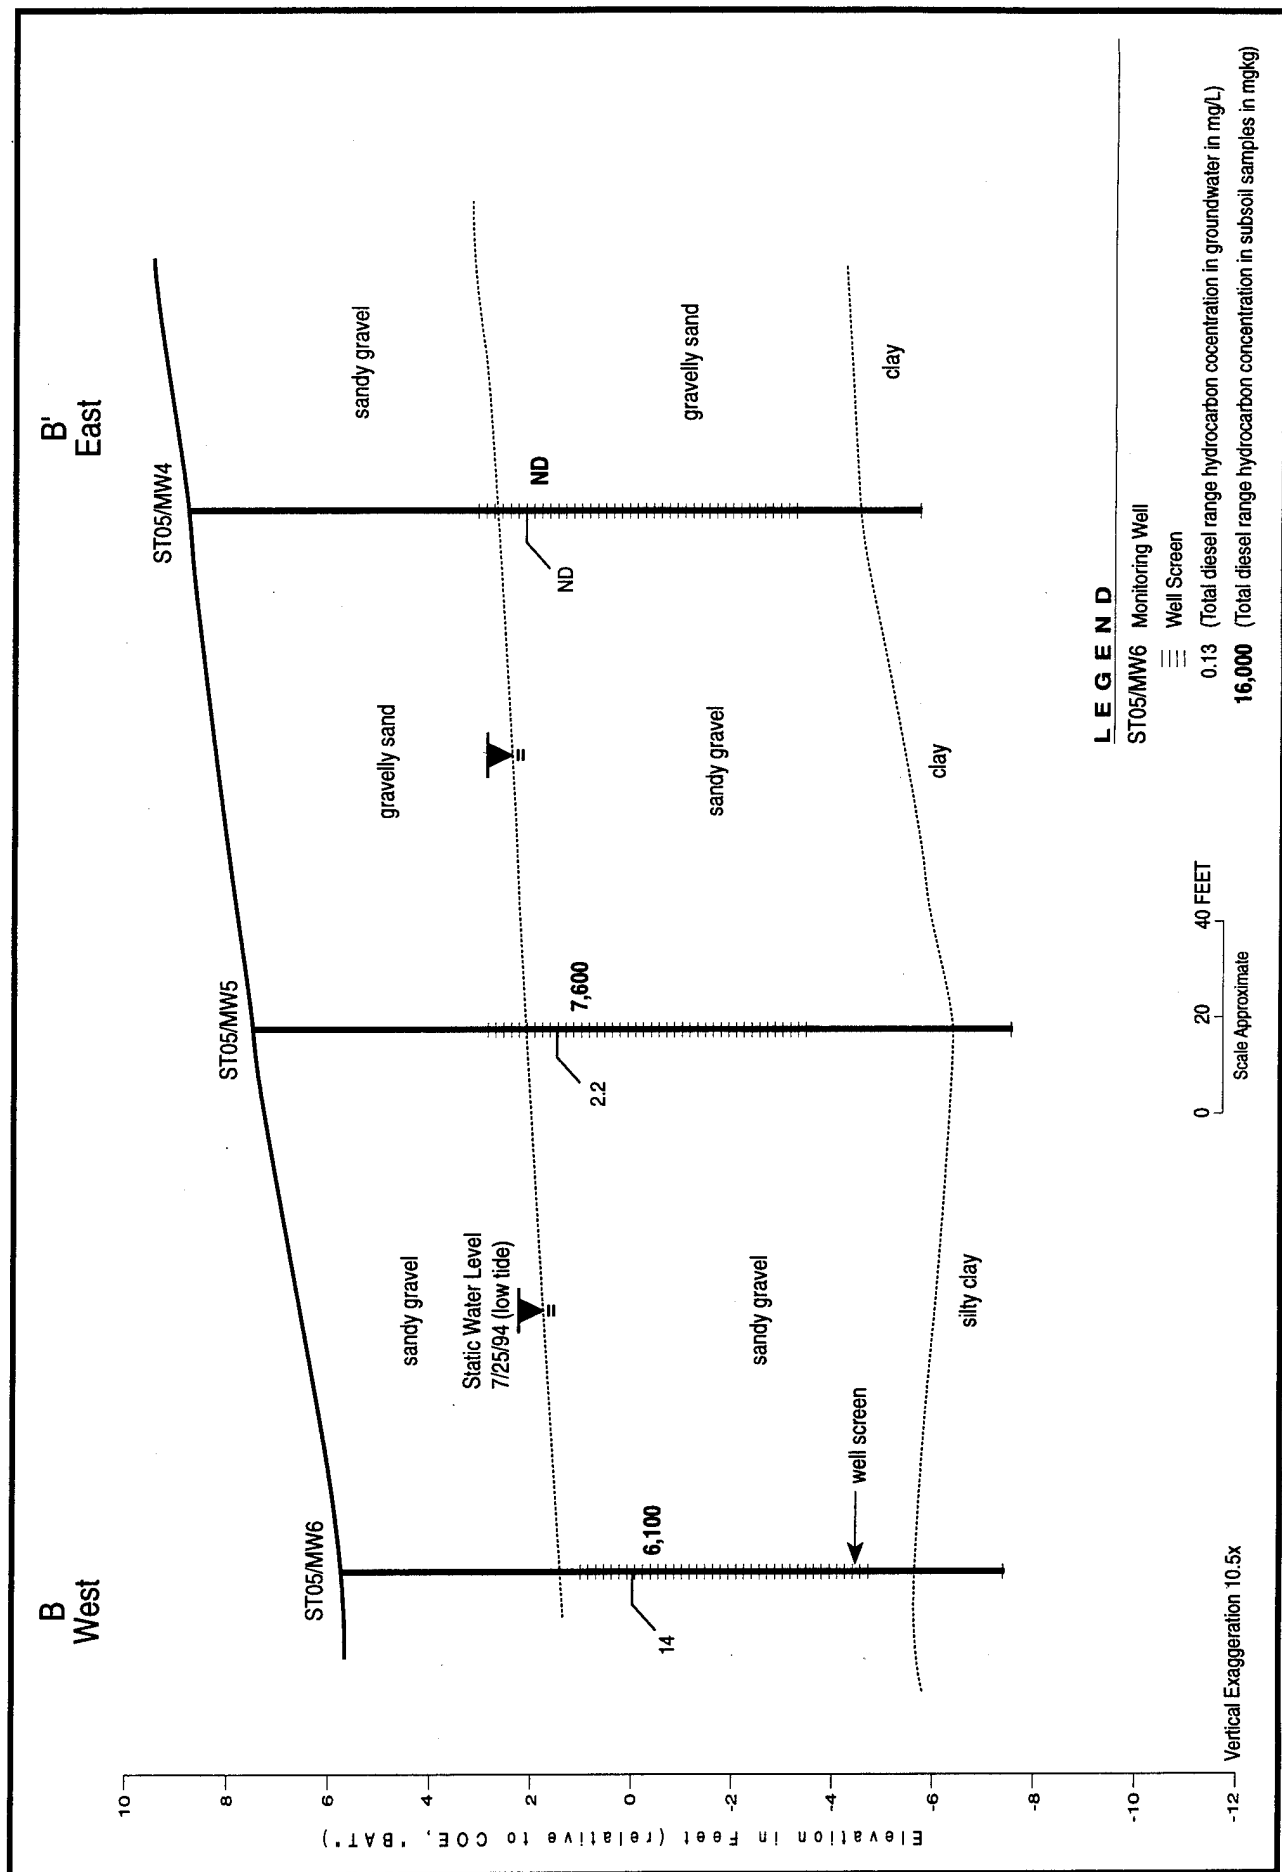 B
West
B'
East
ST05/MW6
ST05/MW5
ST05/MW4
10
8
6
4
2
0
-2
-4
-6
-8
-10
-12
Elevation in Feet (relative to COE, "BAT")
sandy gravel
gravelly sand
sandy gravel
Static Water Level
7/25/94 (low tide)
14
6,100
2.2
7,600
ND
ND
sandy gravel
sandy gravel
gravelly sand
well screen
silty clay
clay
clay
Vertical Exaggeration 10.5x
0
20
40 FEET
Scale Approximate
LEGEND
ST05/MW6 Monitoring Well
Well Screen
0.13 (Total diesel range hydrocarbon cocentration in groundwater in mg/L)
16,000 (Total diesel range hydrocarbon concentration in subsoil samples in mgkg)